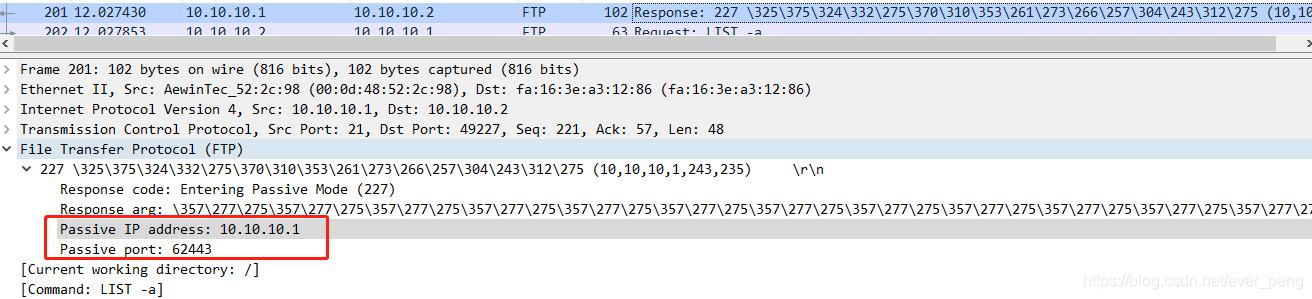 201 12.027430 10.10.10.1 10.10.10.2 FTP 102 Response: 227 \325\375\324\332\275\370\310\353\261\273\266\257\304\243\312\275 (10,10
202 12.027853 10.10.10.2 10.10.10.1 FTP 63 Request: LIST -a
Frame 201: 102 bytes on wire (816 bits), 102 bytes captured (816 bits)
Ethernet II, Src: AewinTec_52:2c:98 (00:0d:48:52:2c:98), Dst: fa:16:3e:a3:12:86 (fa:16:3e:a3:12:86)
Internet Protocol Version 4, Src: 10.10.10.1, Dst: 10.10.10.2
Transmission Control Protocol, Src Port: 21, Dst Port: 49227, Seq: 221, Ack: 57, Len: 48
File Transfer Protocol (FTP)
227 \325\375\324\332\275\370\310\353\261\273\266\257\304\243\312\275 (10,10,10,1,243,235) \r\n
Response code: Entering Passive Mode (227)
Response arg: \357\277\275\357\277\275\357\277\275\357\277\275\357\277\275\357\277\275\357\277\275\357\277\275\357\277\275\357\277\275\357\277\275\357\277
Passive IP address: 10.10.10.1
Passive port: 62443
[Current working directory: /]
[Command: LIST -a]
https://blog.csdn.net/ever_peng